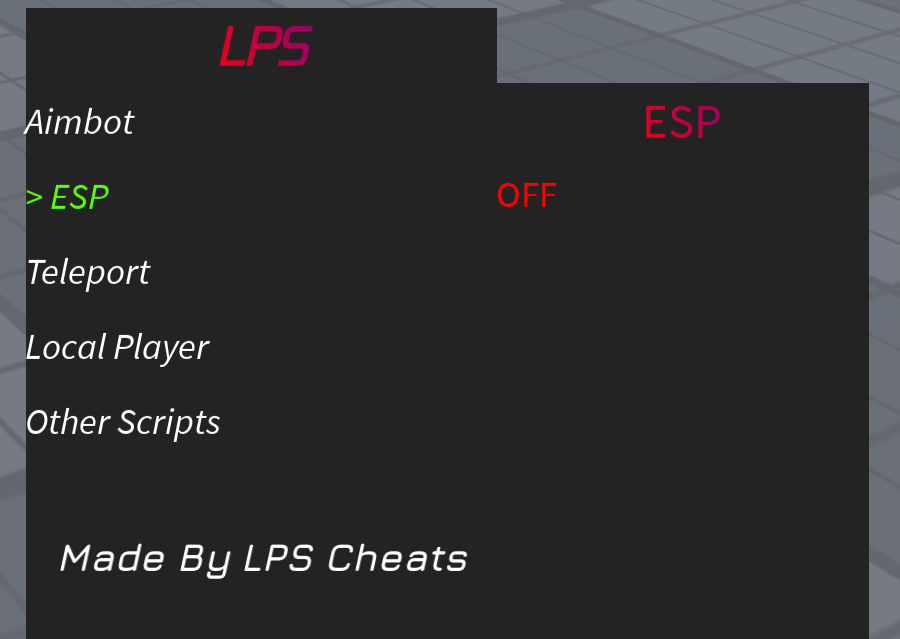 LPS
Aimbot
> ESP
Teleport
Local Player
Other Scripts
Made By LPS Cheats
ESP
OFF